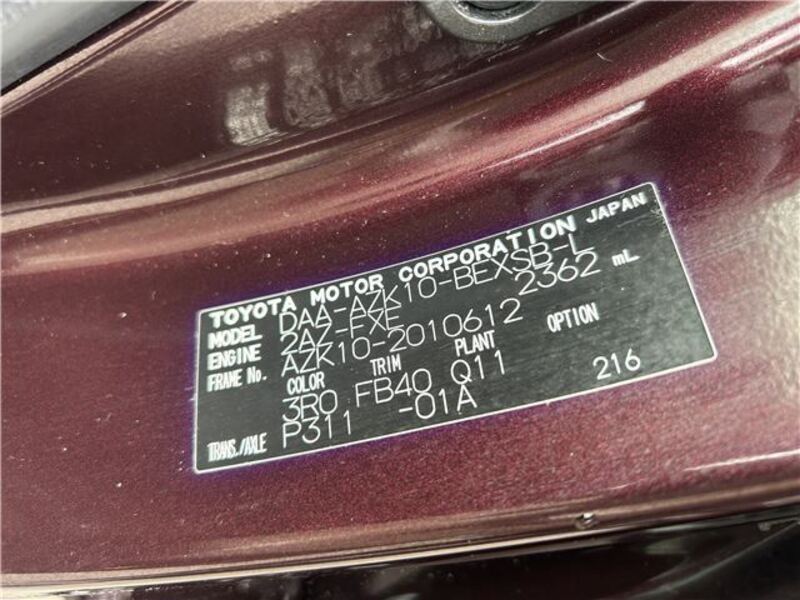 TOYOTA MOTOR CORPORATION JAPAN
MODEL DAA-AZK10-BEXSB-L
ENGINE 2AZ-FXE 2362 mL
FRAME No. AZK10-2010612
COLOR TRIM PLANT OPTION
3R0 FB40 Q11
TRANS./AXLE P311 -01A 216